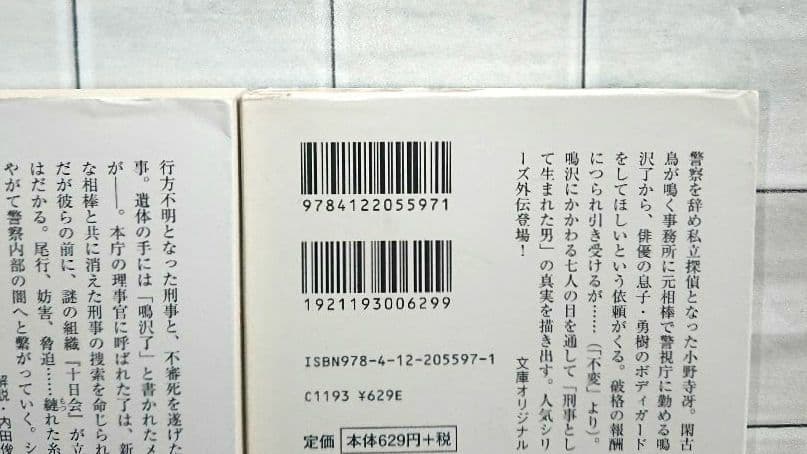 行方不明となった刑事と、不審死を遂げた
事。遺体の手には「鳴沢了」と書かれたメ
が――。本庁の理事官に呼ばれた了は、新
な相棒と共に消えた刑事の捜索を命じられ
だが彼らの前に、謎の組織『十日会』が立
はだかる。尾行、妨害、脅迫……縺れた糸
もつ
やがて警察内部の闇へと繋がっていく。シ
解説・内田俊
警察を辞め私立探偵となった小野寺冴。閑古
鳥が鳴く事務所に元相棒で警視庁に勤める鳴
沢了から、俳優の息子・勇樹のボディガード
をしてほしいという依頼がくる。破格の報酬
につられ引き受けるが……（「不変」より）。
鳴沢にかかわる七人の目を通して「刑事とし
て生まれた男」の真実を描き出す。人気シリ
ーズ外伝登場！
文庫オリジナル
9784122055971
1921193006299
ISBN978-4-12-205597-1
C1193 ¥629E
定価 本体629円+税